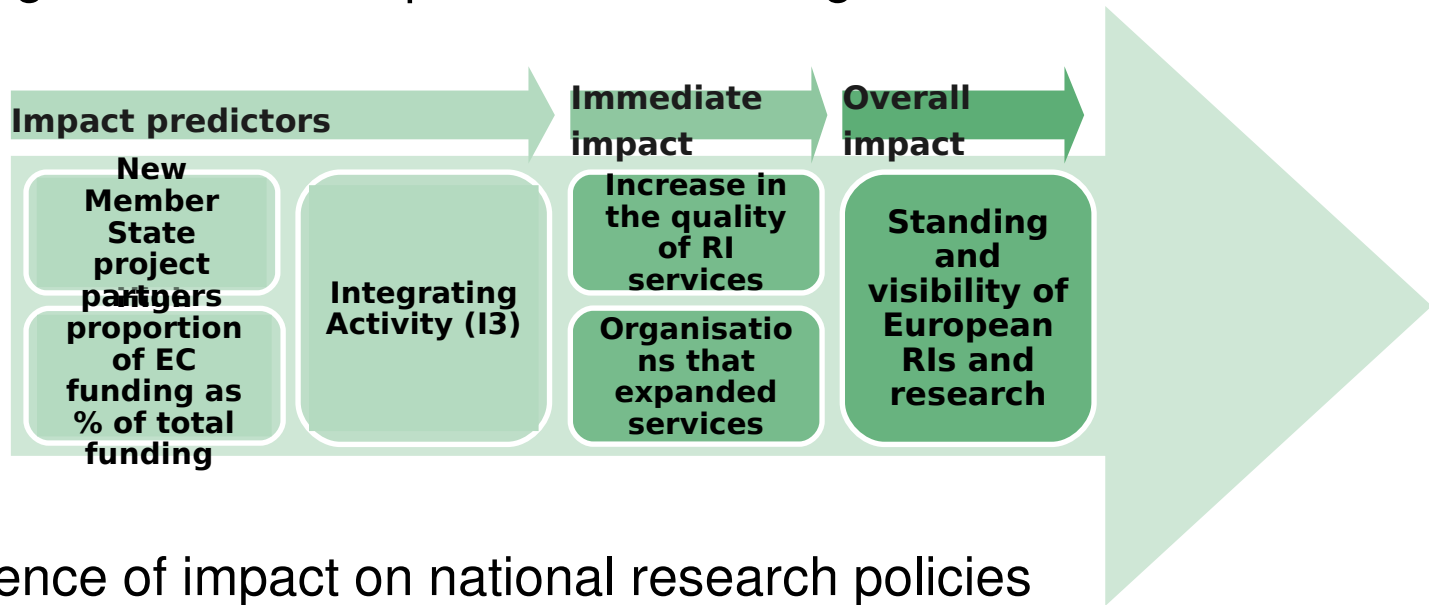 Impact predictors
Immediate
impact
Overall
impact
New
Member
State
project
partners
proportion
of EC
funding as
% of total
funding
Integrating
Activity (I3)
Increase in
the quality
of RI
services
Organisatio
ns that
expanded
services
Standing
and
visibility of
European
RIs and
research
ence of impact on national research policies